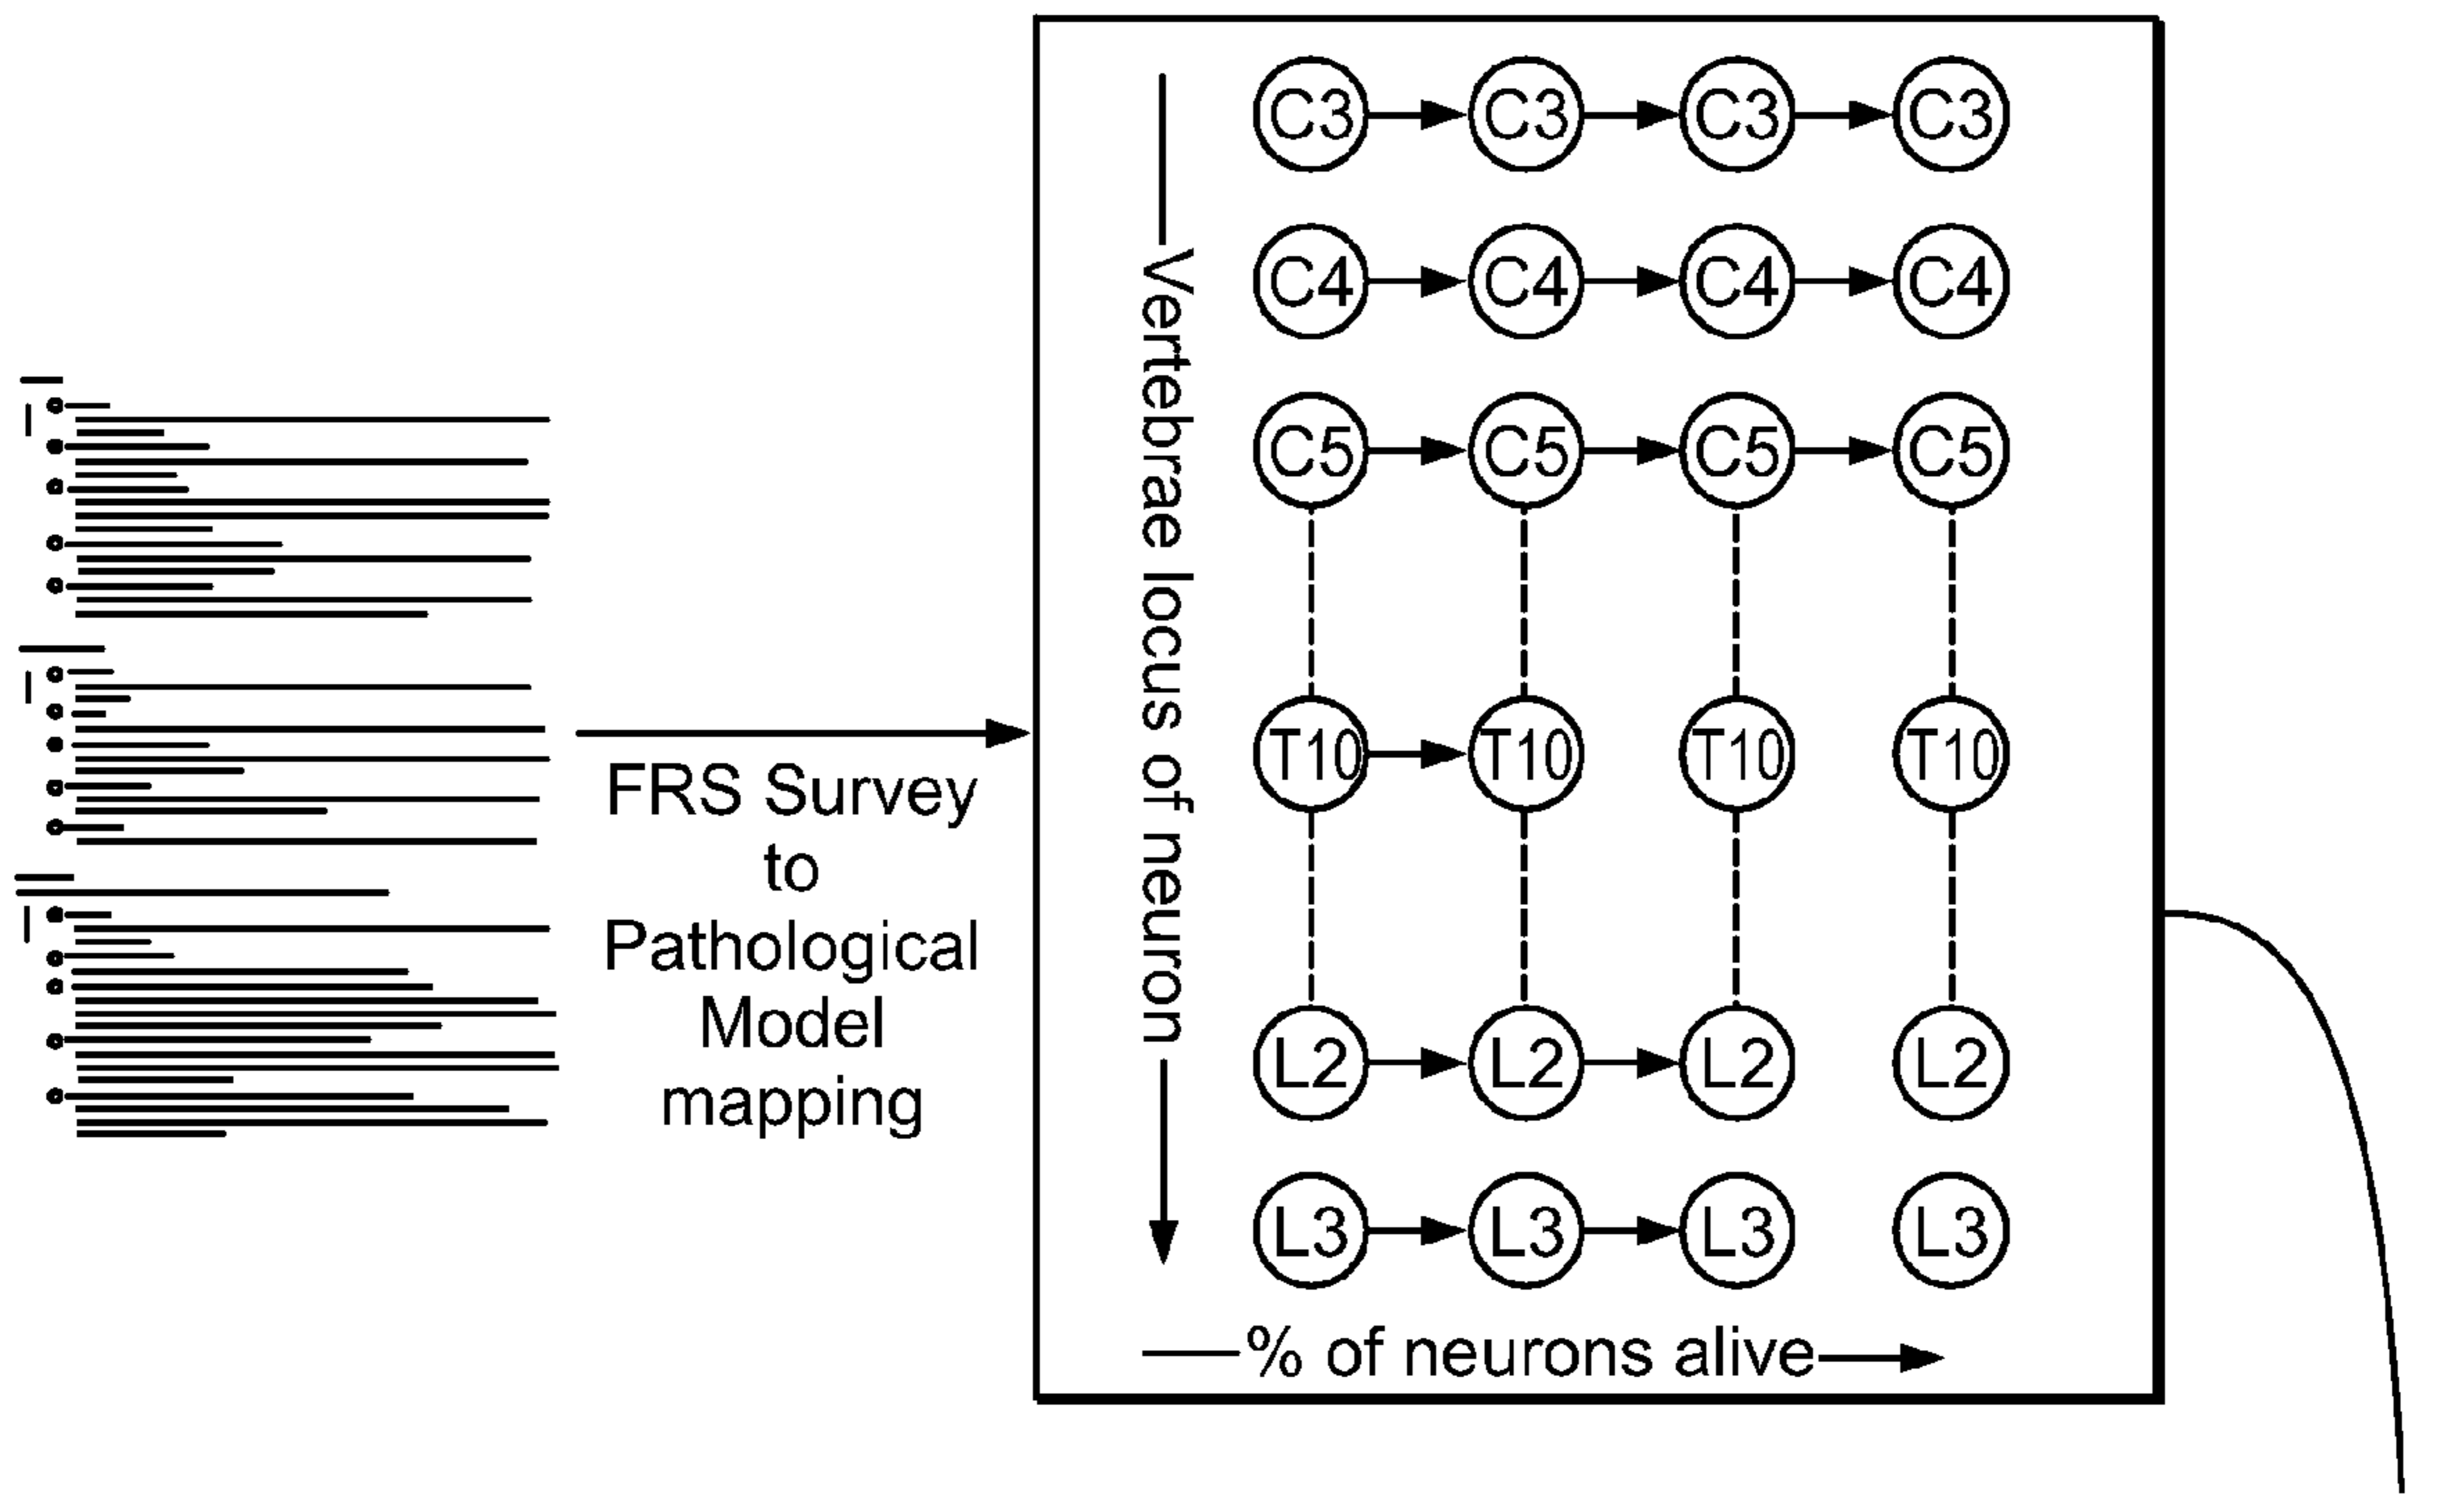 FRS Survey
to
Pathological
Model
mapping
Vertebrae locus of neuron
C3 C3 C3 C3
C4 C4 C4 C4
C5 C5 C5 C5
T10 T10 T10 T10
L2 L2 L2 L2
L3 L3 L3 L3
% of neurons alive